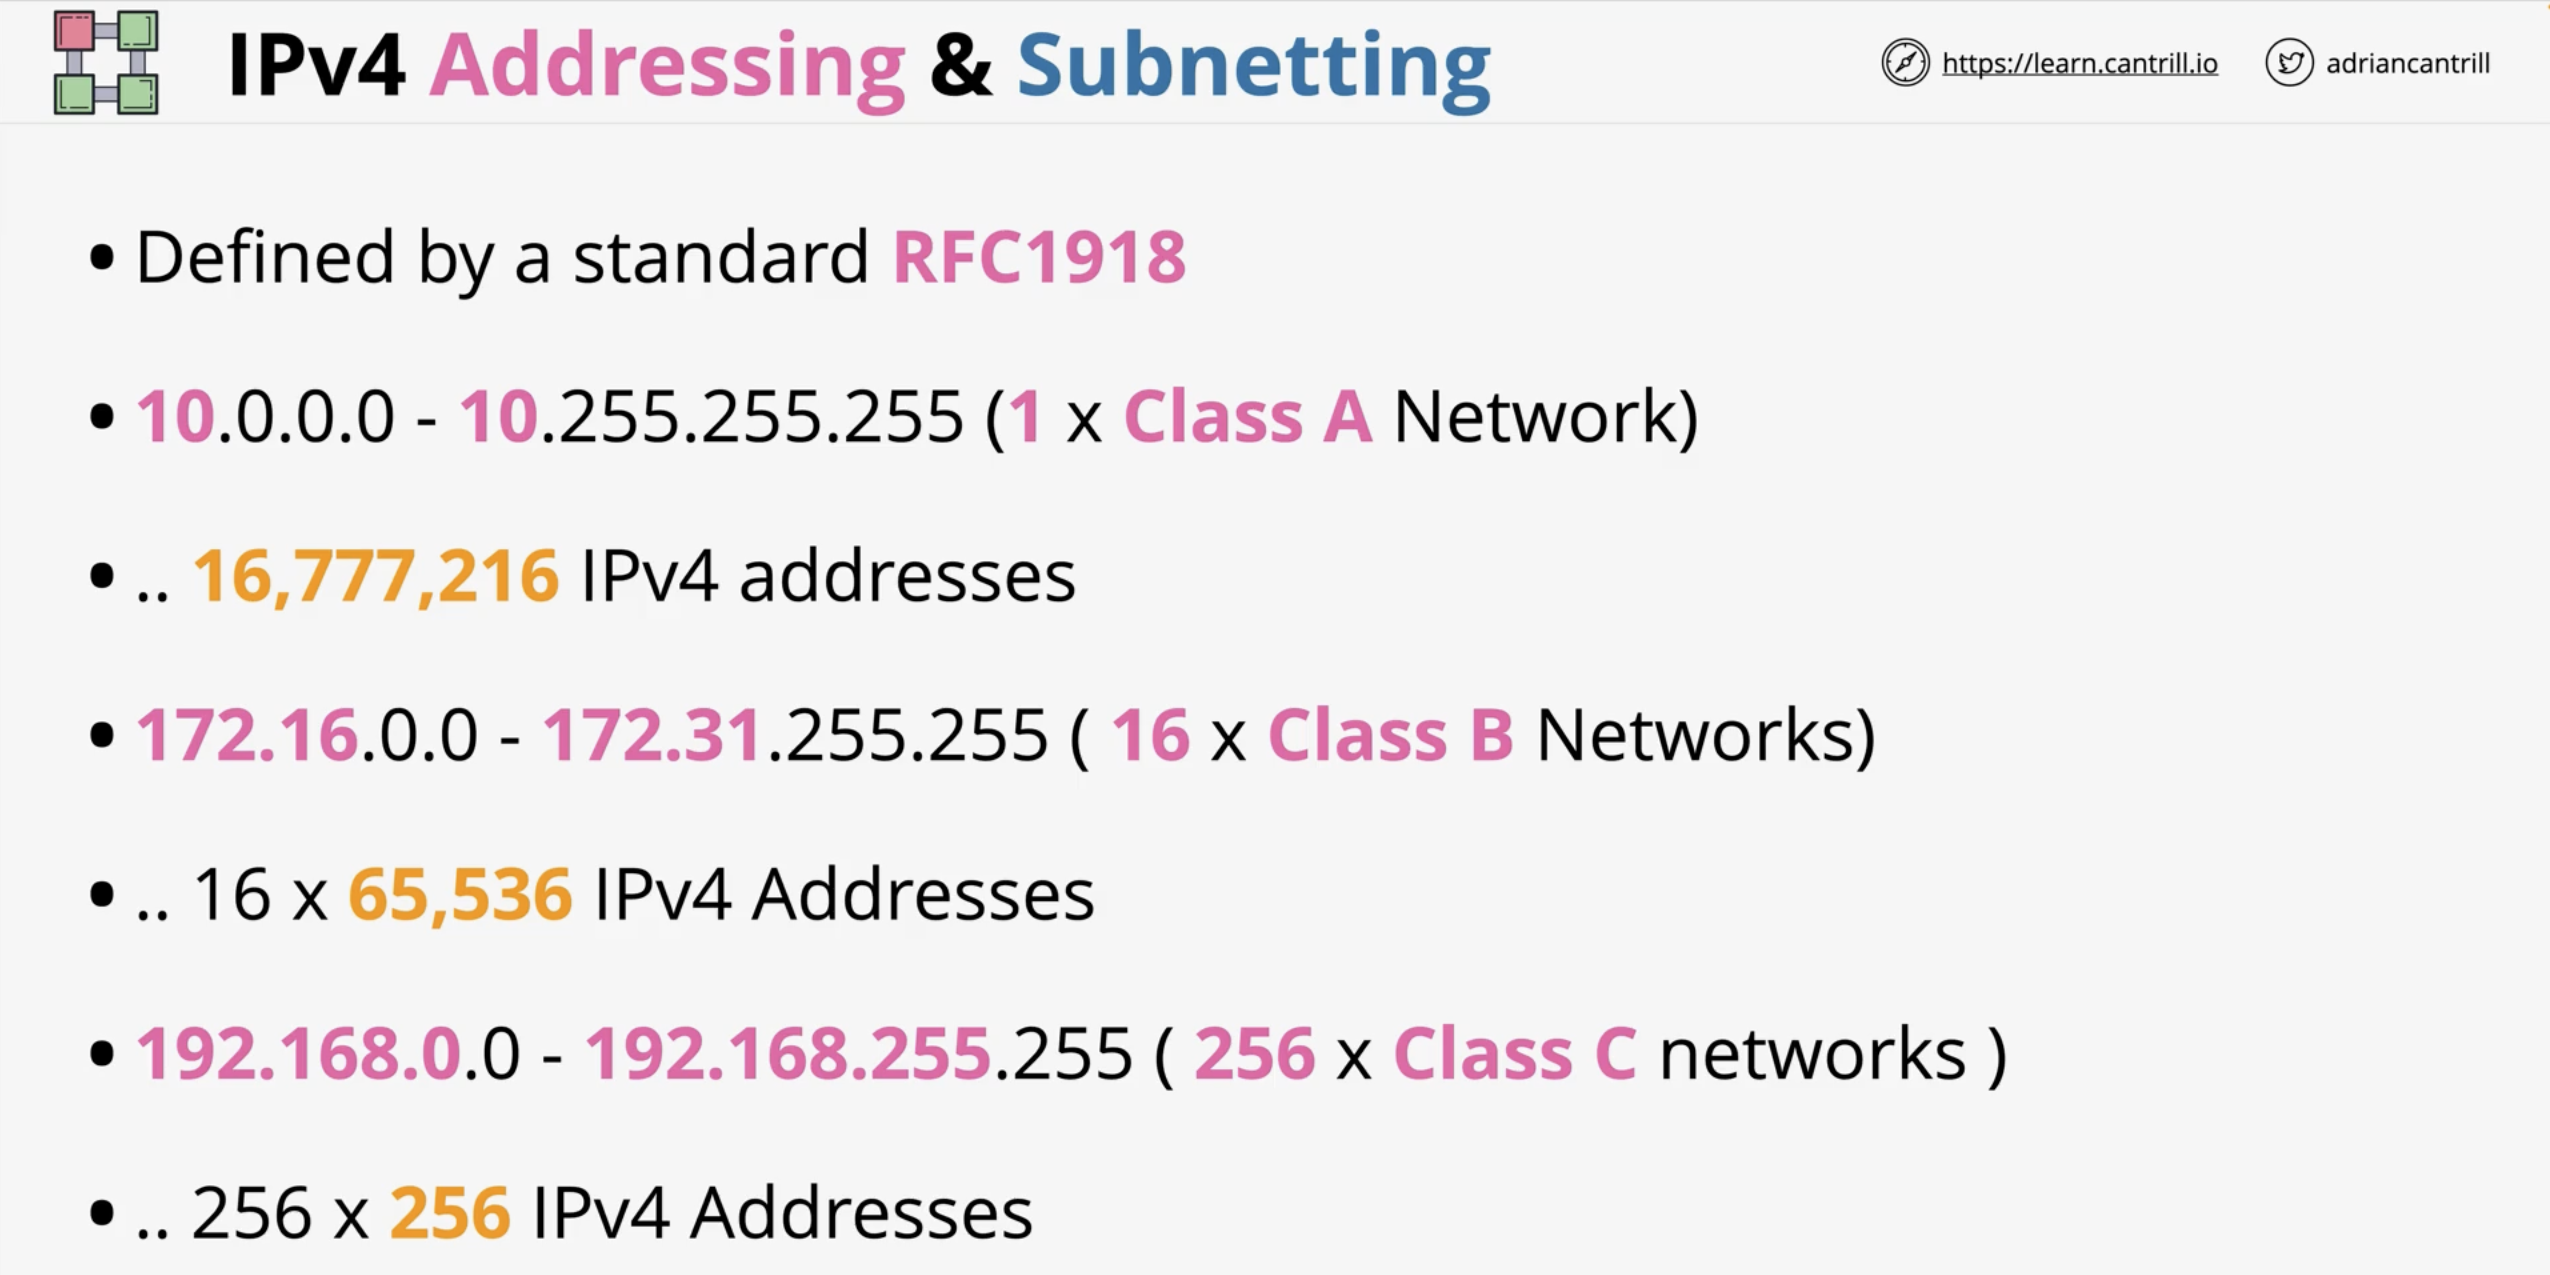 IPv4 Addressing & Subnetting
https://learn.cantrill.io
adriancantrill
• Defined by a standard RFC1918
• 10.0.0.0 - 10.255.255.255 (1 x Class A Network)
• .. 16,777,216 IPv4 addresses
• 172.16.0.0 - 172.31.255.255 ( 16 x Class B Networks)
• .. 16 x 65,536 IPv4 Addresses
• 192.168.0.0 - 192.168.255.255 ( 256 x Class C networks )
• .. 256 x 256 IPv4 Addresses